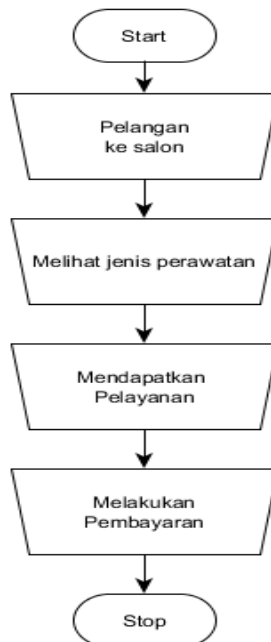 Start
Pelangan
ke salon
Melihat jenis perawatan
Mendapatkan
Pelayanan
Melakukan
Pembayaran
Stop